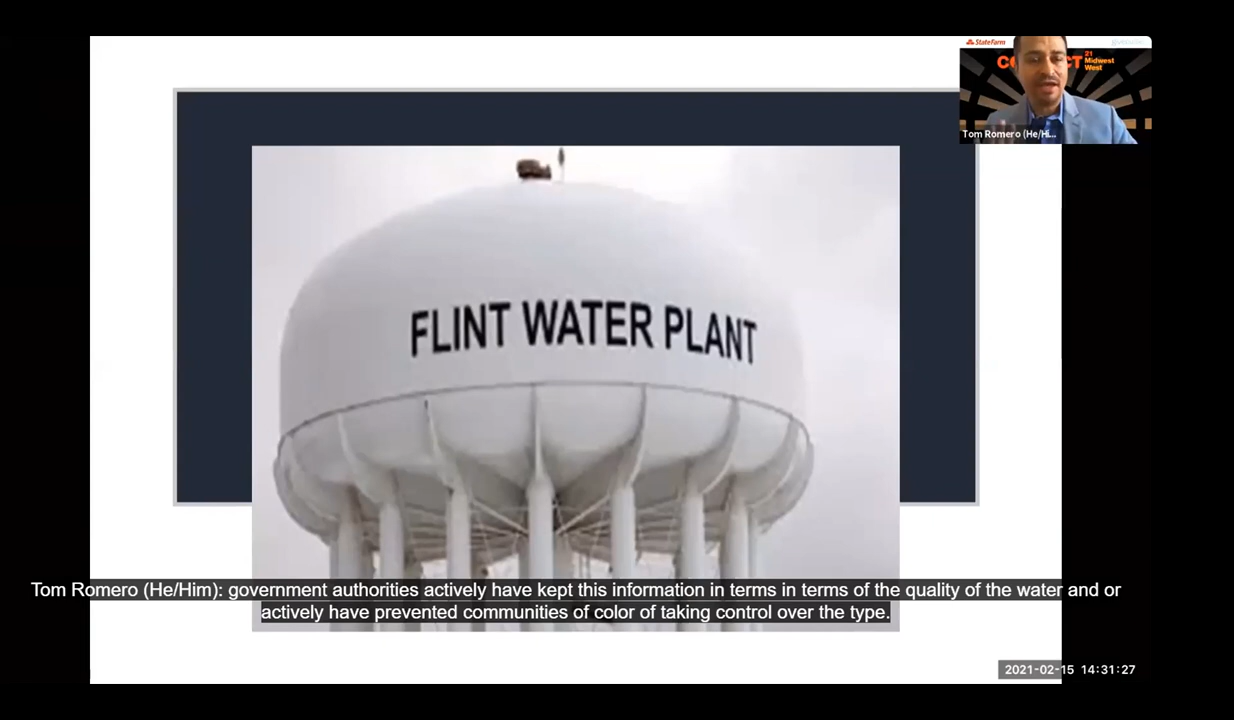 StateFarm
21
Midwest
West
Tom Romero (He/Hi...
FLINT WATER PLANT
Tom Romero (He/Him): government authorities actively have kept this information in terms in terms of the quality of the water and or
actively have prevented communities of color of taking control over the type.
2021-02-15 14:31:27